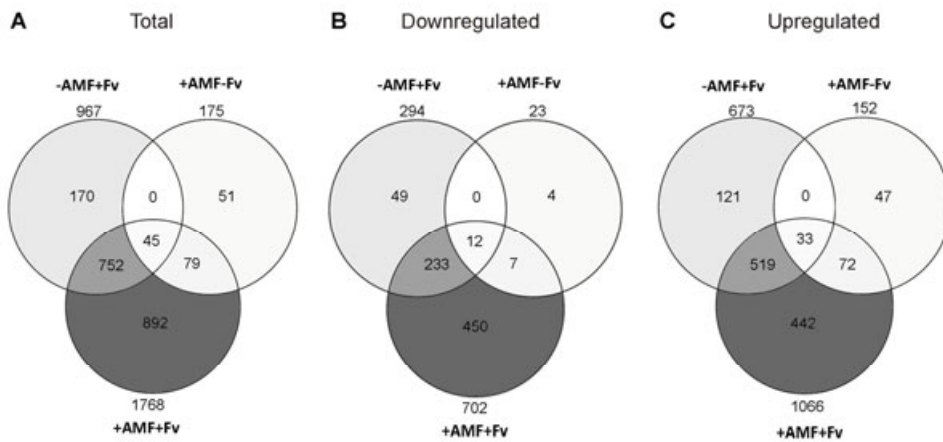 A Total
B Downregulated
C Upregulated
-AMF+Fv +AMF-Fv
967 175
170 0 51
45
752 79
892
1768
+AMF+Fv
-AMF+Fv +AMF-Fv
294 23
49 0 4
12
233 7
450
702
+AMF+Fv
-AMF+Fv +AMF-Fv
673 152
121 0 47
33
519 72
442
1066
+AMF+Fv